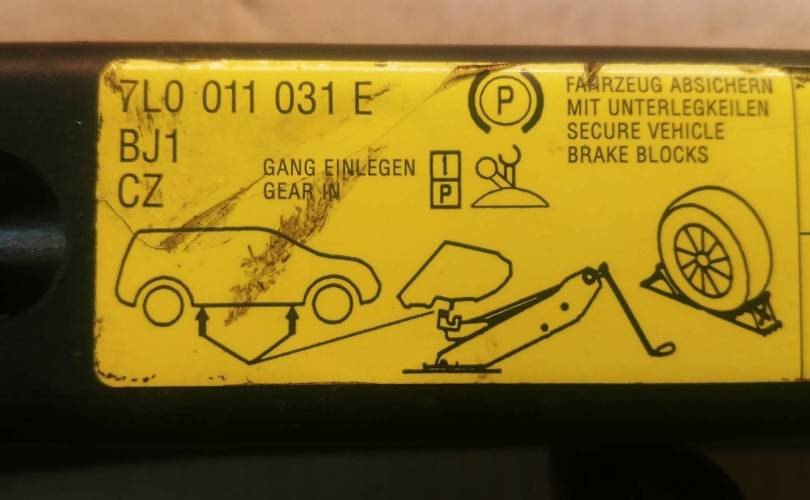 7L0 011 031 E
BJ1
CZ
P
FAHRZEUG ABSICHERN
MIT UNTERLEGKEILEN
SECURE VEHICLE
BRAKE BLOCKS
GANG EINLEGEN
GEAR IN
1
P